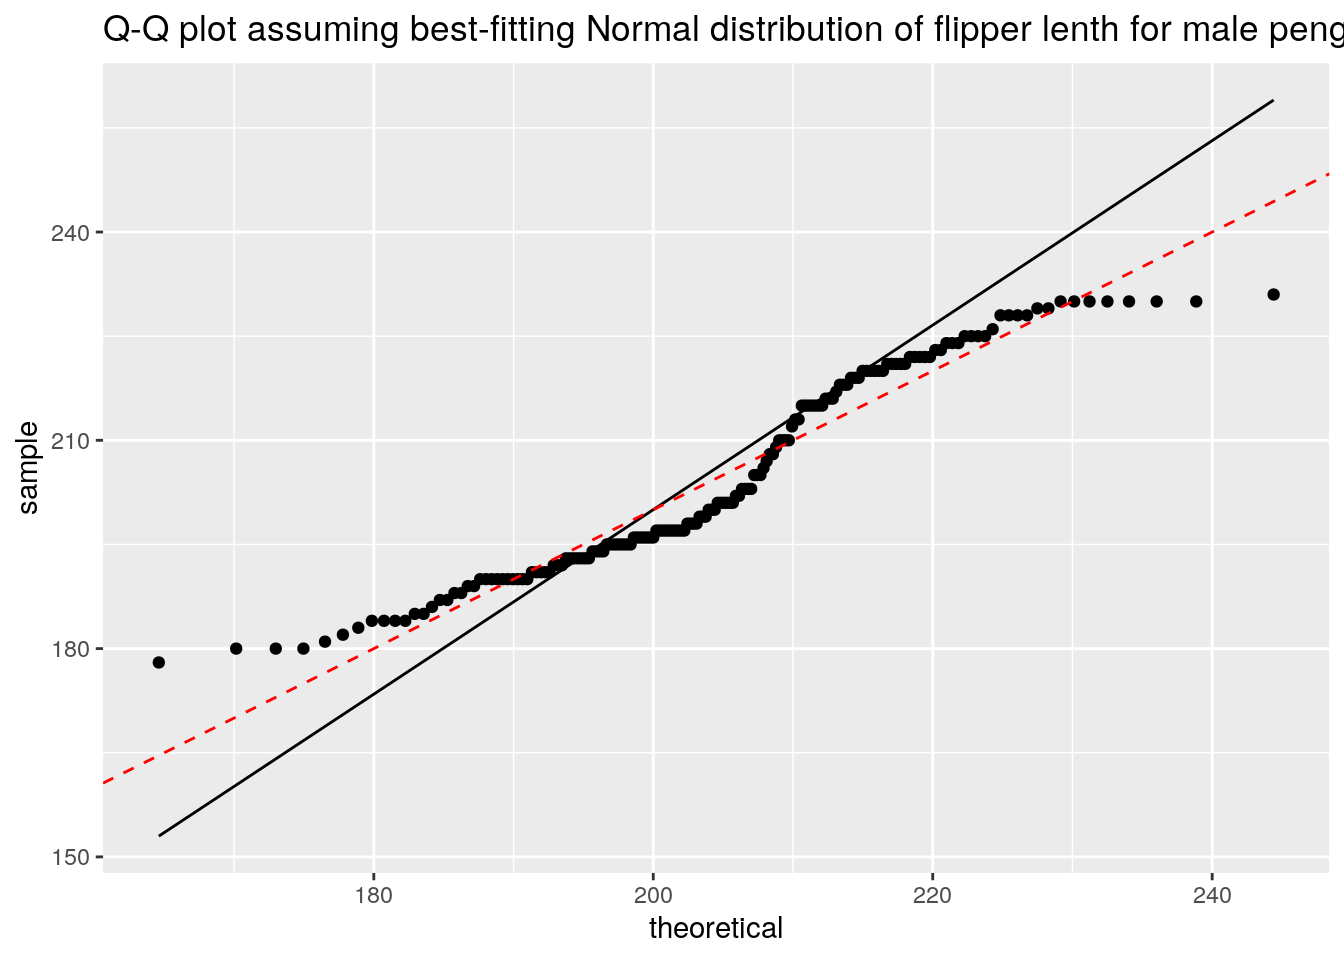 Q-Q plot assuming best-fitting Normal distribution of flipper lenth for male peng
240
210
180
150
sample
180 200 220 240
theoretical